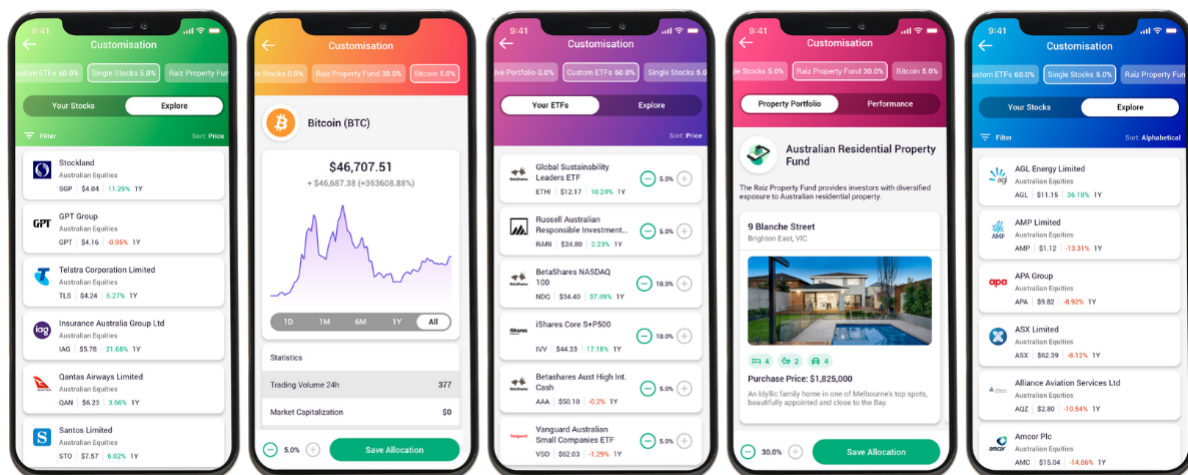 9:41
Customisation
ustom ETFs 60.0%
Single Stocks 5.0%
Raiz Property Fun
Your Stocks
Explore
Filter
Sort: Price
Stockland
Australian Equities
SGP $4.04 11.29% 1Y
GPT
GPT Group
Australian Equities
GPT $4.16 -0.95% 1Y
Telstra Corporation Limited
Australian Equities
TLS $4.24 6.27% 1Y
iag
Insurance Australia Group Ltd
Australian Equities
IAG $5.78 21.68% 1Y
Qantas Airways Limited
Australian Equities
QAN $6.23 3.66% 1Y
S
Santos Limited
Australian Equities
STO $7.57 6.02% 1Y
9:41
Customisation
le Stocks 5.0%
Raiz Property Fund 30.0%
Bitcoin 5.0%
Bitcoin (BTC)
$46,707.51
+ $46,687.38 (+363608.88%)
1D
1M
6M
1Y
All
Statistics
Trading Volume 24h
377
Market Capitalization
$0
5.0%
Save Allocation
9:41
Customisation
ive Portfolio 0.0%
Custom ETFs 60.0%
Single Stocks 5.0%
Your ETFs
Explore
Sort: Price
BetaShares
Global Sustainability
Leaders ETF
ETHI $12.17 10.24% 1Y
5.0%
Russell Australian
Responsible Investment...
RARI $24.80 2.23% 1Y
5.0%
BetaShares
BetaShares NASDAQ
100
NDQ $34.40 37.49% 1Y
10.0%
iShares
iShares Core S+P500
IVV $44.33 17.18% 1Y
10.0%
BetaShares
Betashares Aust High Int.
Cash
AAA $50.10 -0.2% 1Y
5.0%
Vanguard
Vanguard Australian
Small Companies ETF
VSO $62.03 -1.29% 1Y
5.0%
9:41
Customisation
le Stocks 5.0%
Raiz Property Fund 30.0%
Bitcoin 5.0%
Property Portfolio
Performance
Australian Residential Property
Fund
The Raiz Property Fund provides investors with diversified
exposure to Australian residential property.
9 Blanche Street
Brighton East, VIC
4
2
4
Purchase Price: $1,825,000
An Idyllic family home in one of Melbourne's top spots,
beautifully appointed and close to the Bay.
30.0%
Save Allocation
9:41
Customisation
ustom ETFs 60.0%
Single Stocks 5.0%
Raiz Property Fun
Your Stocks
Explore
Filter
Sort: Alphabetical
agl
AGL Energy Limited
Australian Equities
AGL $11.15 36.18% 1Y
AMP
AMP Limited
Australian Equities
AMP $1.12 -13.31% 1Y
apa
APA Group
Australian Equities
APA $9.82 -8.92% 1Y
ASX Limited
Australian Equities
ASX $62.39 -8.12% 1Y
Alliance Aviation Services Ltd
Australian Equities
AQZ $2.80 -10.54% 1Y
amcor
Amcor Plc
Australian Equities
AMC $15.04 -14.06% 1Y